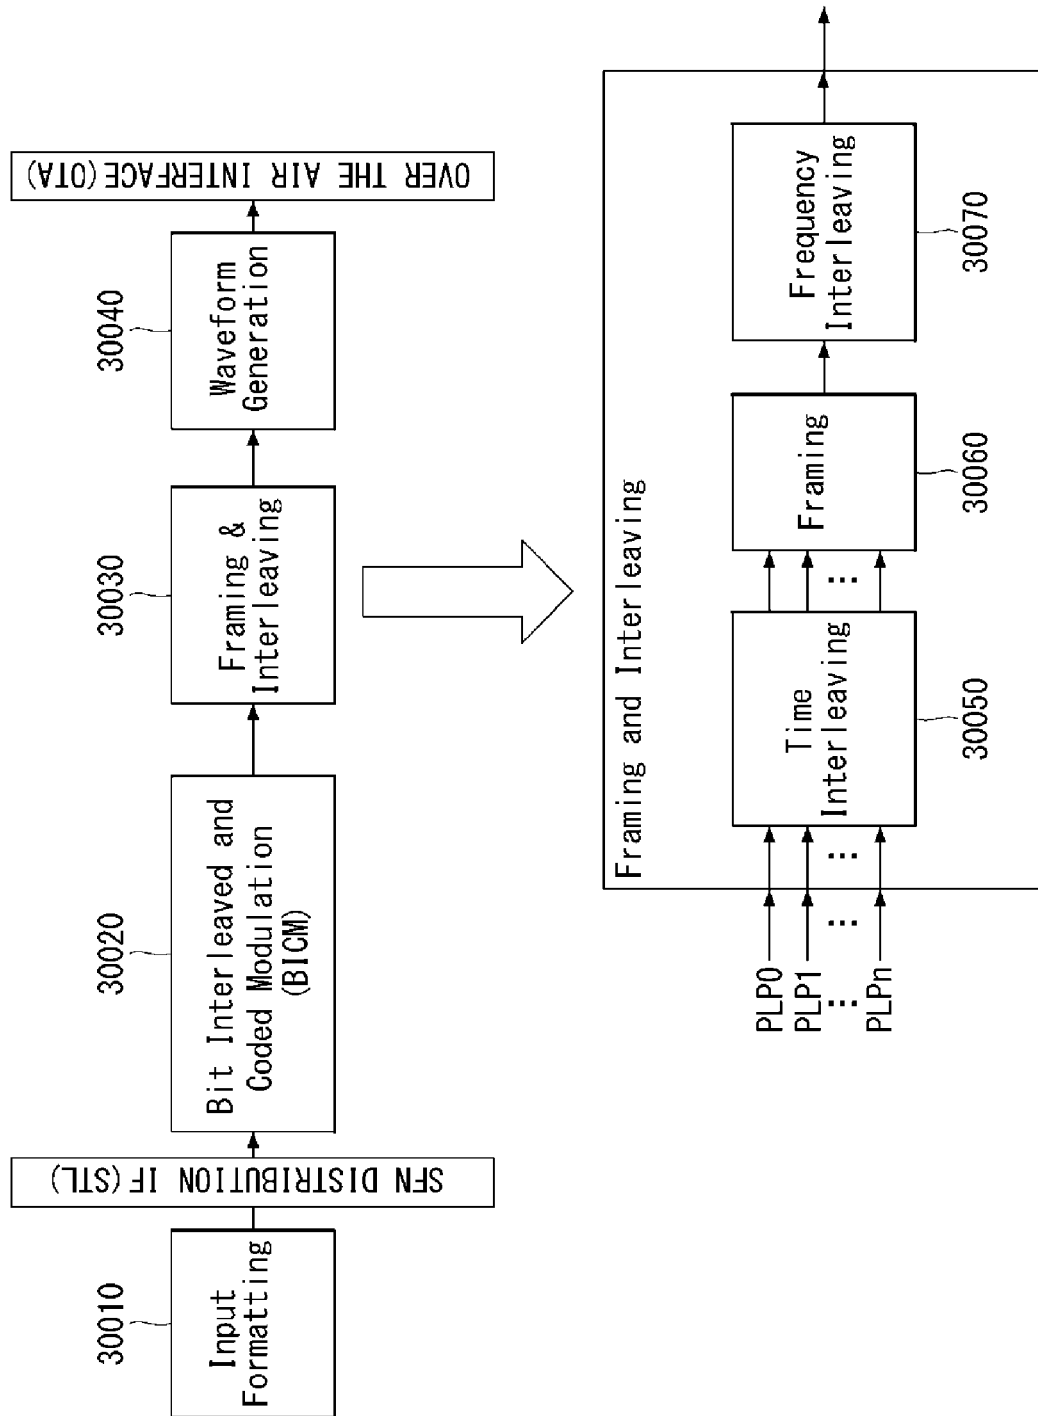 30010
Input
Formatting
SFN DISTRIBUTION IF(STL)
30020
Bit Interleaved and
Coded Modulation
(BICM)
30030
Framing &
Interleaving
30040
Waveform
Generation
OVER THE AIR INTERFACE(OTA)
Framing and Interleaving
PLP0
PLP1
PLPn
Time
Interleaving
30050
Framing
30060
Frequency
Interleaving
30070